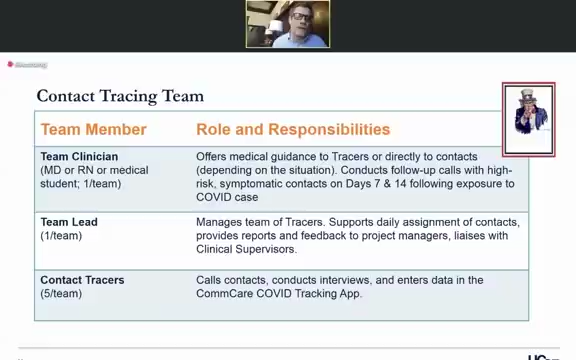 Recording
Contact Tracing Team
Team Member
Role and Responsibilities
Team Clinician
(MD or RN or medical
student; 1/team)
Offers medical guidance to Tracers or directly to contacts
(depending on the situation). Conducts follow-up calls with high-
risk, symptomatic contacts on Days 7 & 14 following exposure to
COVID case
Team Lead
(1/team)
Manages team of Tracers. Supports daily assignment of contacts,
provides reports and feedback to project managers, liaises with
Clinical Supervisors.
Contact Tracers
(5/team)
Calls contacts, conducts interviews, and enters data in the
CommCare COVID Tracking App.